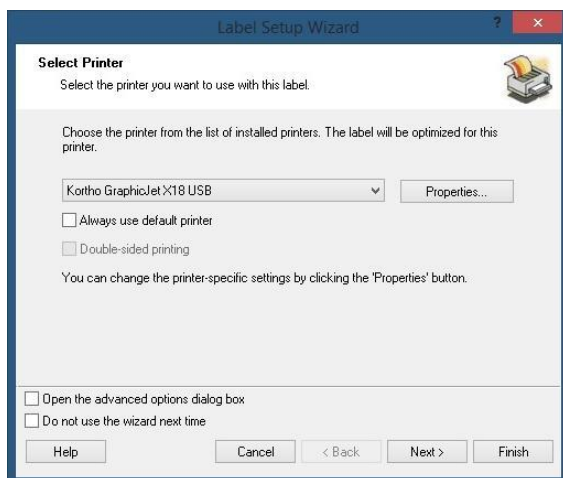 Label Setup Wizard ? ×
Select Printer
Select the printer you want to use with this label.
Choose the printer from the list of installed printers. The label will be optimized for this
printer.
Kortho GraphicJet X18 USB
Properties...
Always use default printer
Double-sided printing
You can change the printer-specific settings by clicking the 'Properties' button.
Open the advanced options dialog box
Do not use the wizard next time
Help Cancel < Back Next > Finish